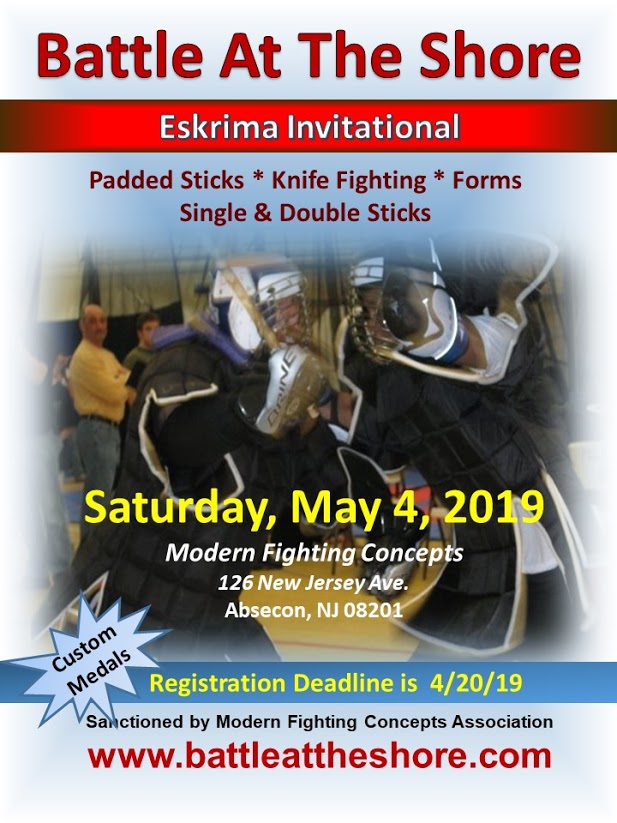 Battle At The Shore
Eskrima Invitational
Padded Sticks * Knife Fighting * Forms
Single & Double Sticks
BRINE
Saturday, May 4, 2019
Modern Fighting Concepts
126 New Jersey Ave.
Absecon, NJ 08201
Custom
Medals
Registration Deadline is 4/20/19
Sanctioned by Modern Fighting Concepts Association
www.battleattheshore.com